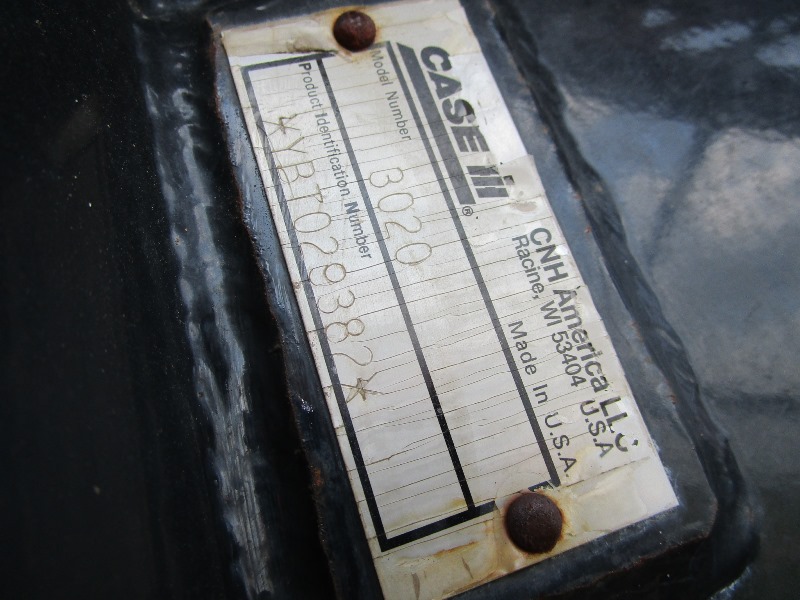 CASE IH®
CNH America LLC
Racine, WI 53404 U.S.A
Made In U.S.A.
Model Number
3020
Product Identification Number
YBT029382*